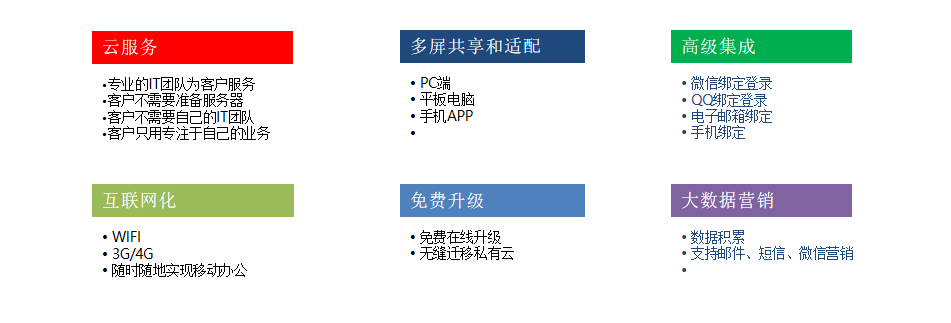 云服务
•专业的IT团队为客户服务
•客户不需要准备服务器
•客户不需要自己的IT团队
•客户只用专注于自己的业务
多屏共享和适配
• PC端
• 平板电脑
• 手机APP
•
高级集成
• 微信绑定登录
• QQ绑定登录
• 电子邮箱绑定
• 手机绑定
互联网化
• WIFI
• 3G/4G
• 随时随地实现移动办公
免费升级
• 免费在线升级
• 无缝迁移私有云
大数据营销
• 数据积累
• 支持邮件、短信、微信营销
•